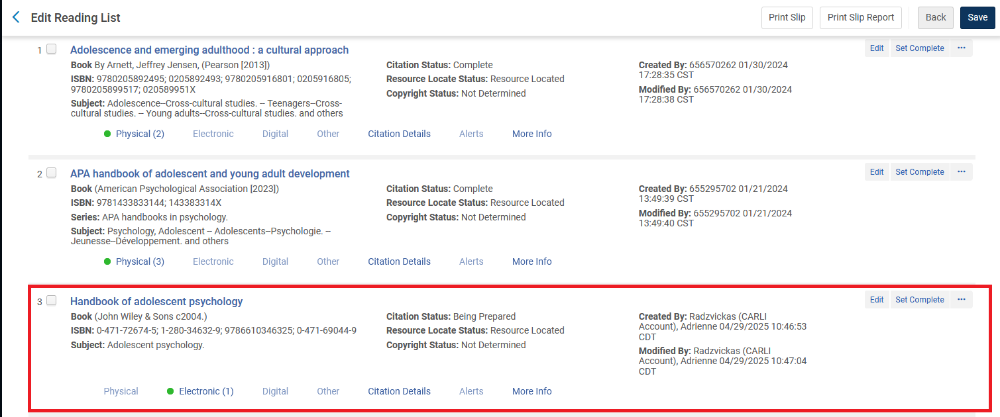 Edit Reading List
Print Slip
Print Slip Report
Back
Save
1
Adolescence and emerging adulthood : a cultural approach
Edit
Set Complete
Book By Arnett, Jeffrey Jensen, (Pearson [2013])
ISBN: 9780205892495; 0205892493; 9780205916801; 0205916805;
9780205899517; 020589951X
Subject: Adolescence--Cross-cultural studies. -- Teenagers--Cross-
cultural studies. -- Young adults--Cross-cultural studies. and others
Citation Status: Complete
Resource Locate Status: Resource Located
Copyright Status: Not Determined
Created By: 656570262 01/30/2024
17:28:35 CST
Modified By: 656570262 01/30/2024
17:28:38 CST
Physical (2)
Electronic
Digital
Other
Citation Details
Alerts
More Info
2
APA handbook of adolescent and young adult development
Edit
Set Complete
Book (American Psychological Association [2023])
ISBN: 9781433833144; 143383314X
Series: APA handbooks in psychology.
Subject: Psychology, Adolescent -- Adolescents--Psychologie. --
Jeunesse--Développement. and others
Citation Status: Complete
Resource Locate Status: Resource Located
Copyright Status: Not Determined
Created By: 655295702 01/21/2024
13:49:39 CST
Modified By: 655295702 01/21/2024
13:49:40 CST
Physical (3)
Electronic
Digital
Other
Citation Details
Alerts
More Info
3
Handbook of adolescent psychology
Edit
Set Complete
Book (John Wiley & Sons c2004.)
ISBN: 0-471-72674-5; 1-280-34632-9; 9786610346325; 0-471-69044-9
Subject: Adolescent psychology.
Citation Status: Being Prepared
Resource Locate Status: Resource Located
Copyright Status: Not Determined
Created By: Radzvickas (CARLI
Account), Adrienne 04/29/2025 10:46:53
CDT
Modified By: Radzvickas (CARLI
Account), Adrienne 04/29/2025 10:47:04
CDT
Physical
Electronic (1)
Digital
Other
Citation Details
Alerts
More Info